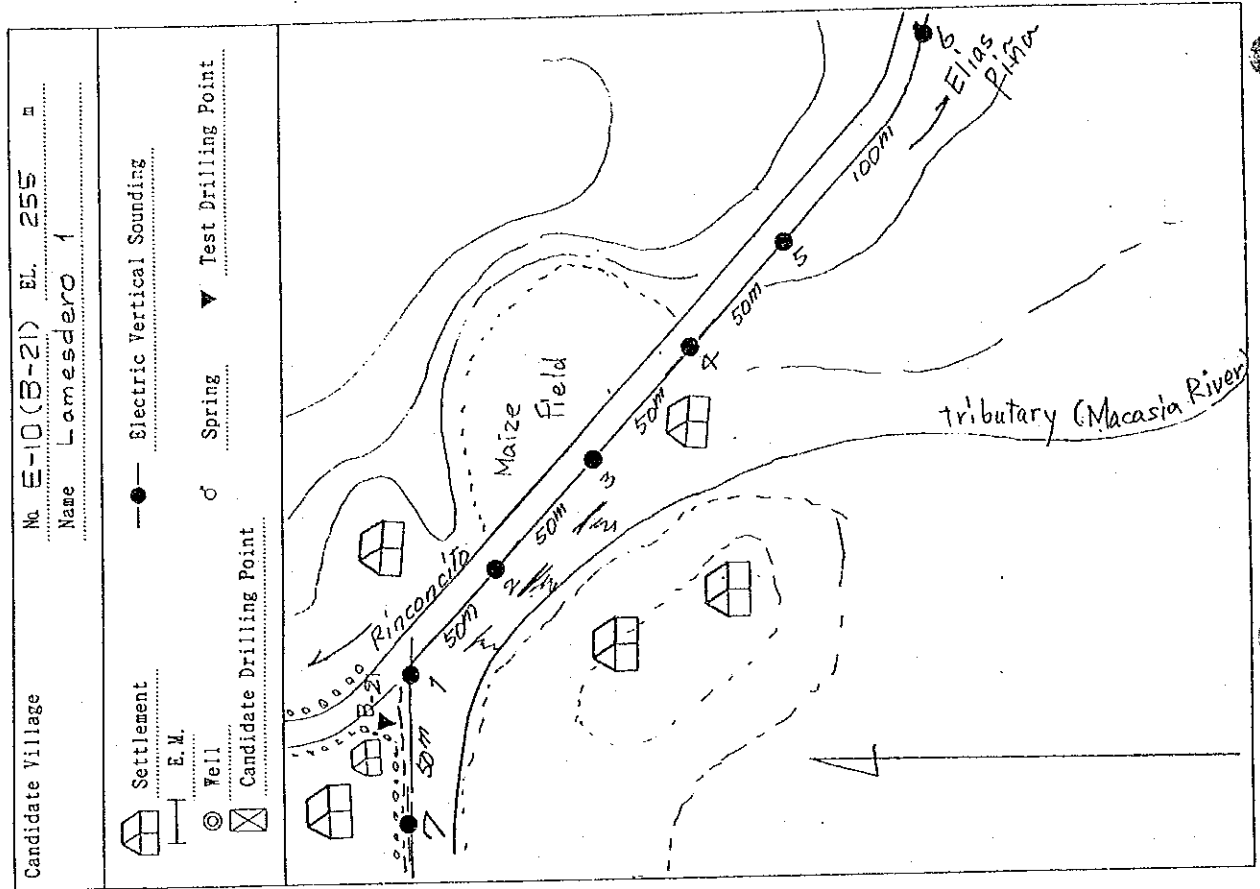 Candidate Village
No. E-10 (B-21) EL. 255 m
Name Lamesdero 1
Settlement
Electric Vertical Sounding
E.M.
Well
Spring
Test Drilling Point
Candidate Drilling Point
Rinconcito
B-21
Maize
Field
tributary (Macasia River)
Elias
Piña
7
50m
1
50m
2
50m
3
50m
4
50m
5
100m
6